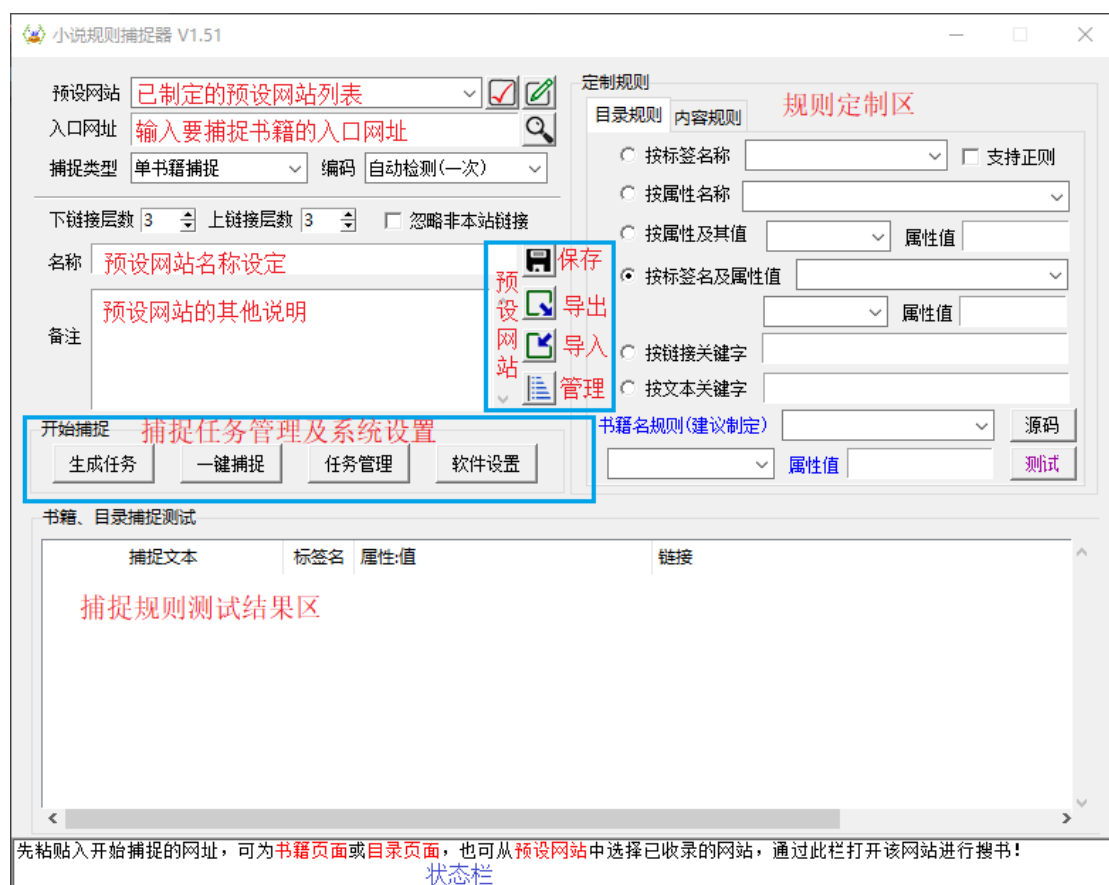 小说规则捕捉器 V1.51
预设网站 已制定的预设网站列表
入口网址 输入要捕捉书籍的入口网址
捕捉类型 单书籍捕捉 编码 自动检测(一次)
下链接层数 3 上链接层数 3 忽略非本站链接
名称 预设网站名称设定
备注 预设网站的其他说明
预设网站
保存
导出
导入
管理
开始捕捉 捕捉任务管理及系统设置
生成任务 一键捕捉 任务管理 软件设置
定制规则
目录规则 内容规则 规则定制区
按标签名称 支持正则
按属性名称
按属性及其值 属性值
按标签名及属性值
属性值
按链接关键字
按文本关键字
书籍名规则(建议制定) 源码
属性值 测试
书籍、目录捕捉测试
捕捉文本 标签名 属性:值 链接
捕捉规则测试结果区
先粘贴入开始捕捉的网址，可为书籍页面或目录页面，也可从预设网站中选择已收录的网站，通过此栏打开该网站进行搜书！
状态栏